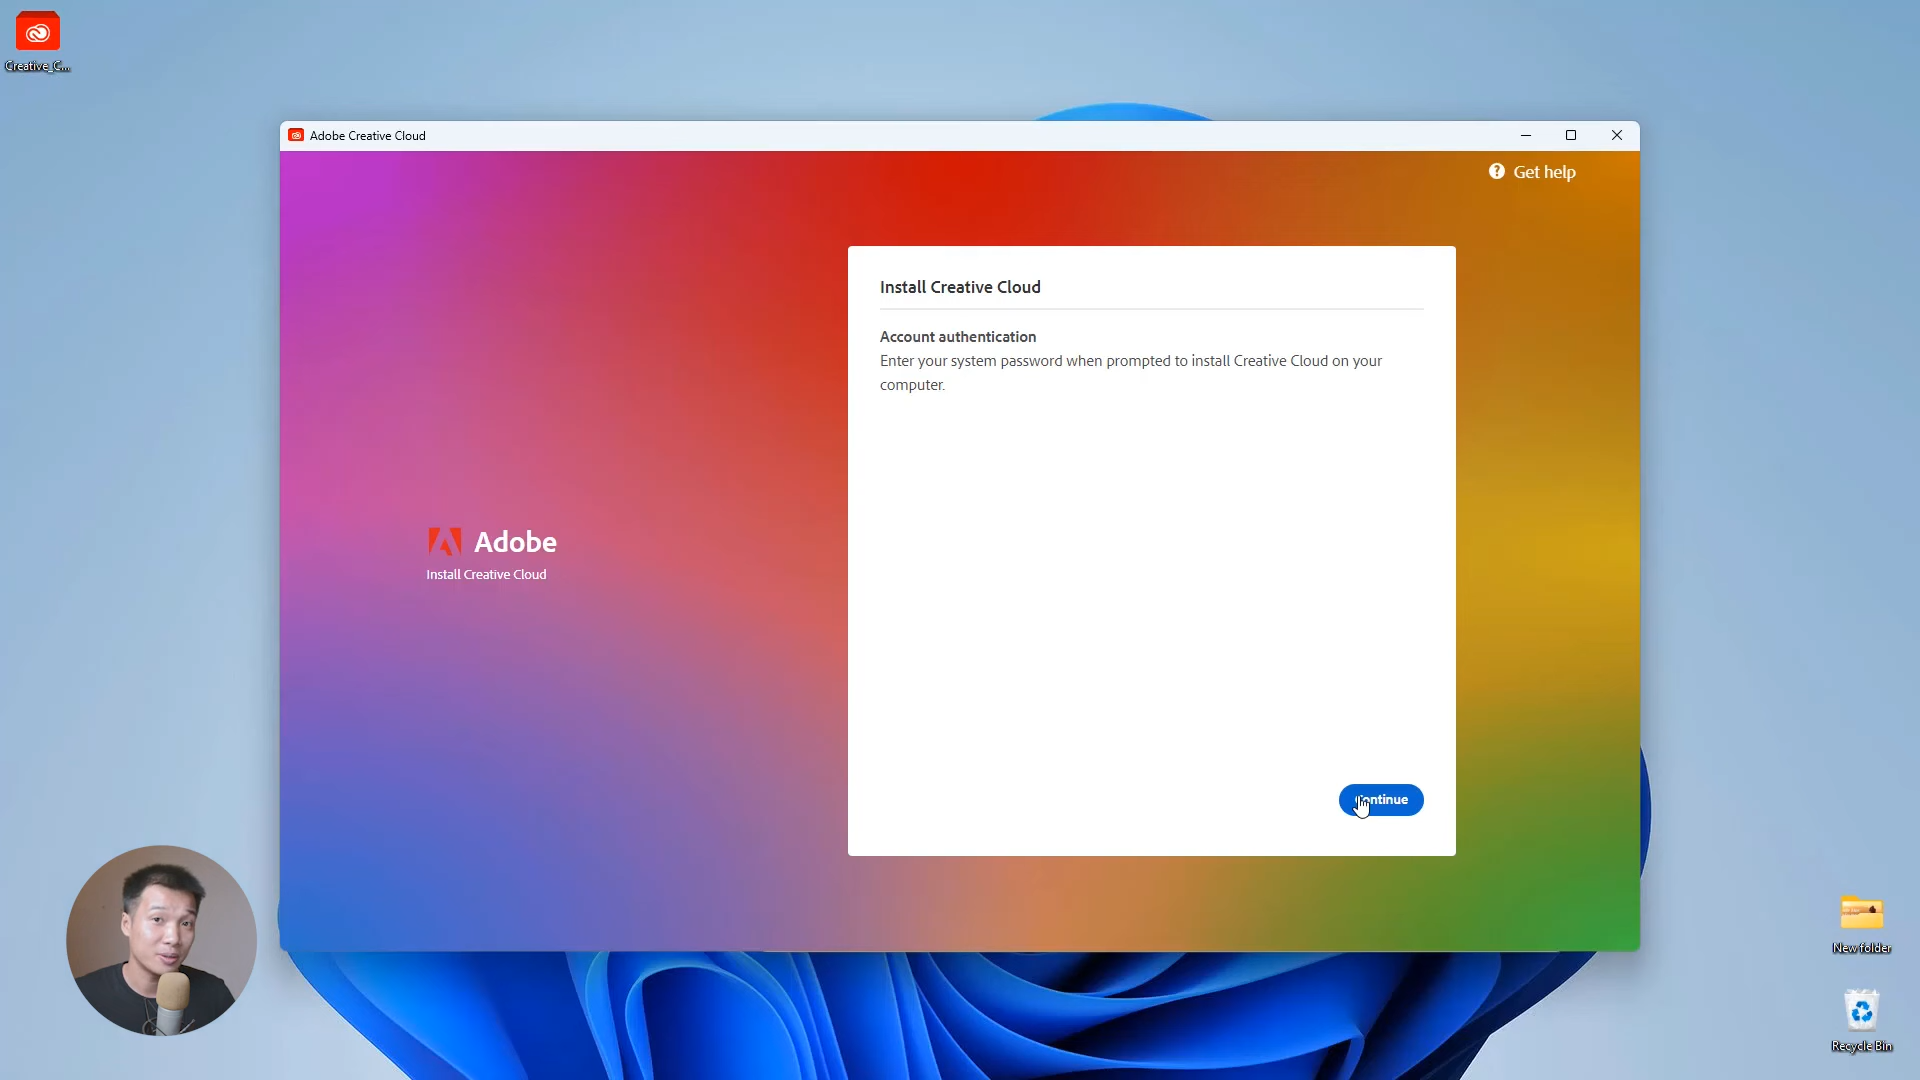 Creative_C...
Adobe Creative Cloud
Get help
Install Creative Cloud
Account authentication
Enter your system password when prompted to install Creative Cloud on your
computer.
Adobe
Install Creative Cloud
Continue
New folder
Recycle Bin